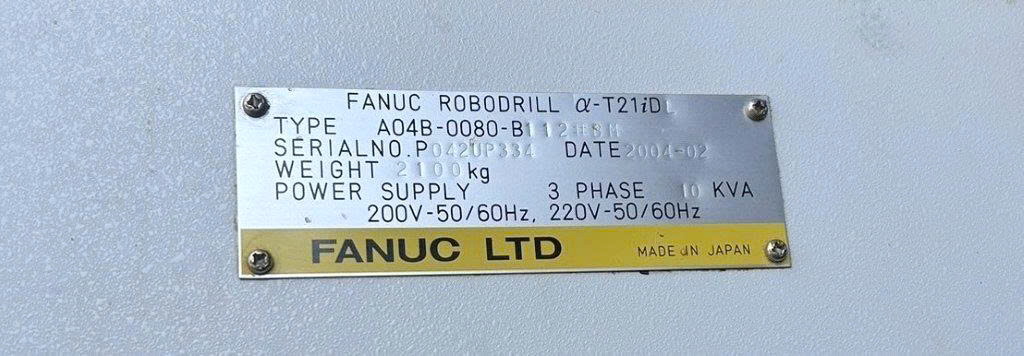 FANUC ROBODRILL α-T21iDL
TYPE A04B-0080-B112#SM
SERIALNO.P042UP334 DATE2004-02
WEIGHT 2100kg
POWER SUPPLY 3 PHASE 10 KVA
200V-50/60Hz, 220V-50/60Hz
FANUC LTD MADE IN JAPAN